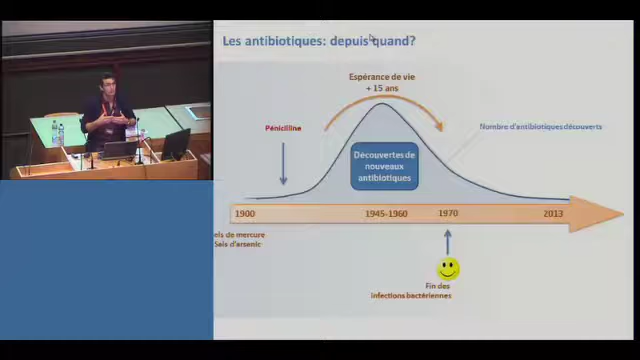 Les antibiotiques: depuis quand?
Espérance de vie
+ 15 ans
Pénicilline
Nombre d'antibiotiques découverts
Découvertes de
nouveaux
antibiotiques
1900
1945-1960
1970
2013
els de mercure
Sels d'arsenic
Fin des
infections bactériennes